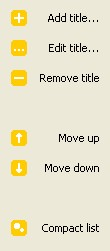 Add title...
Edit title...
Remove title
Move up
Move down
Compact list